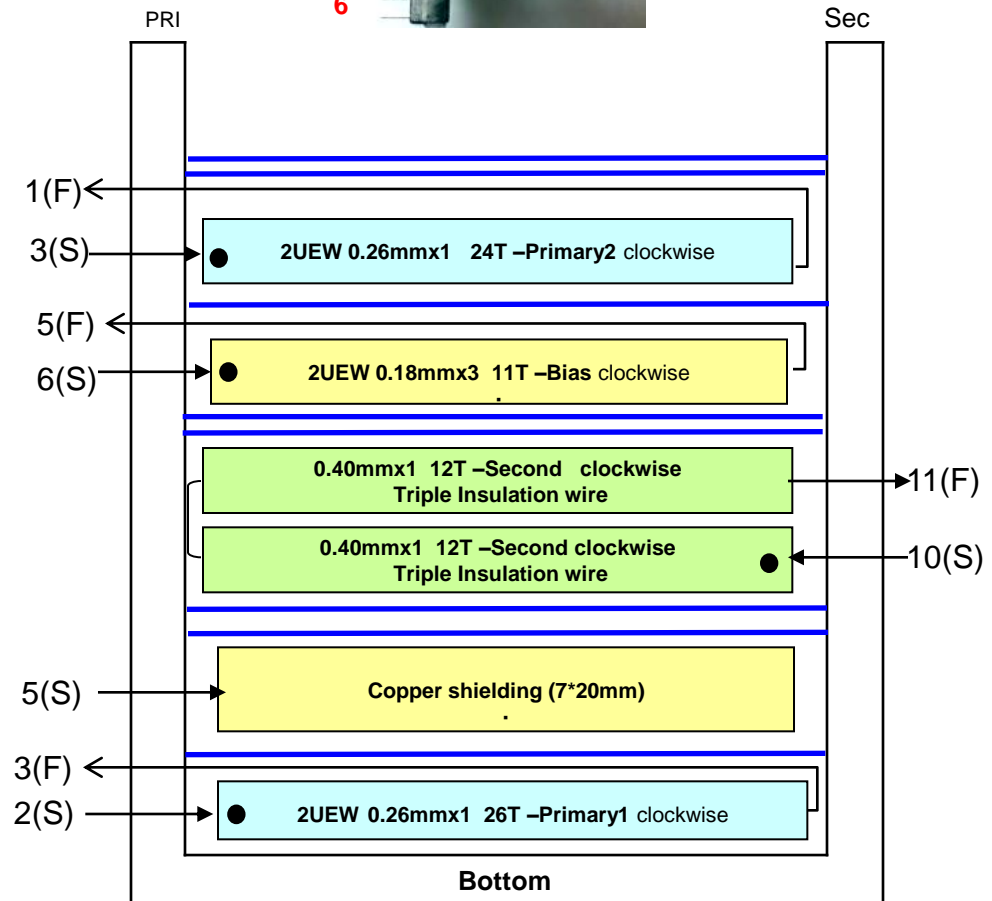 6
PRI
Sec
1(F)
3(S)
2UEW 0.26mmx1 24T –Primary2 clockwise
5(F)
6(S)
2UEW 0.18mmx3 11T –Bias clockwise
0.40mmx1 12T –Second clockwise
Triple Insulation wire
11(F)
0.40mmx1 12T –Second clockwise
Triple Insulation wire
10(S)
5(S)
Copper shielding (7*20mm)
3(F)
2(S)
2UEW 0.26mmx1 26T –Primary1 clockwise
Bottom